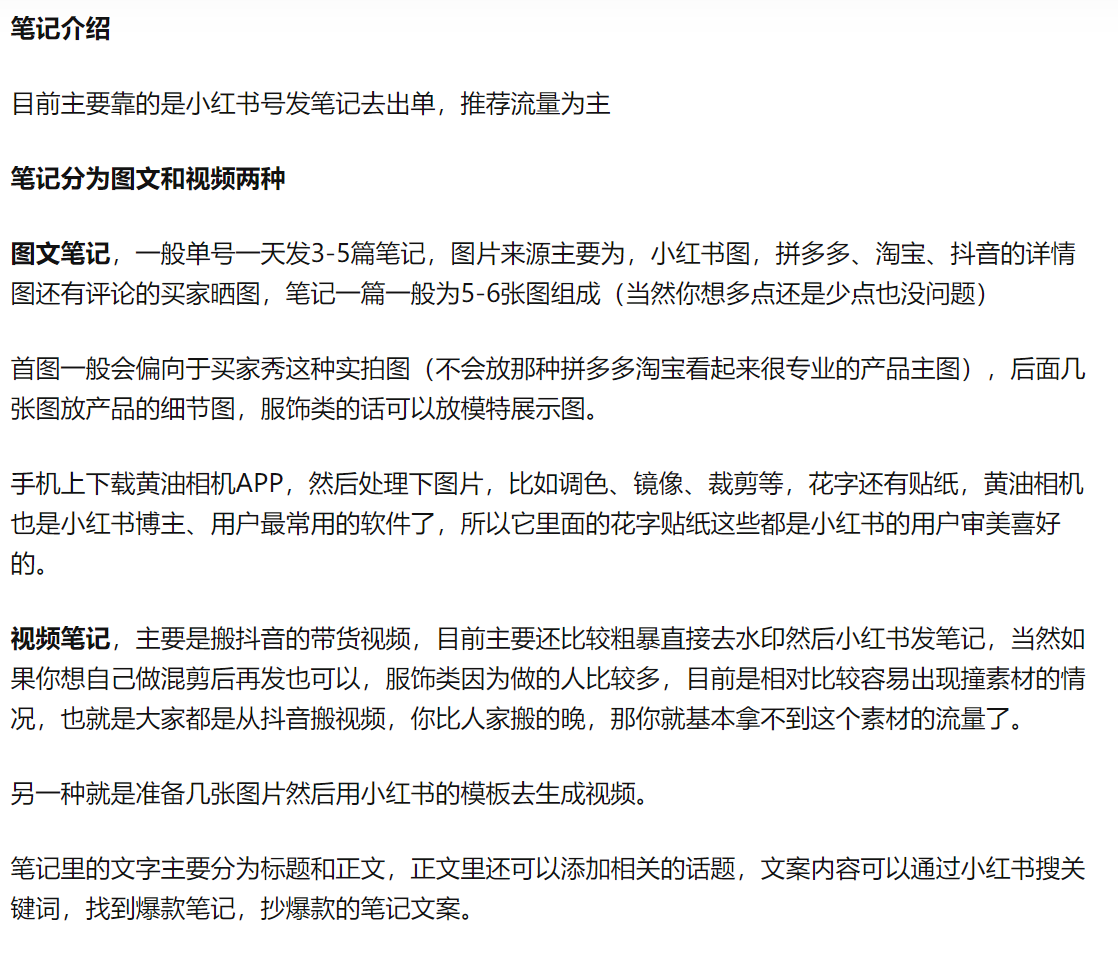 笔记介绍
目前主要靠的是小红书号发笔记去出单，推荐流量为主
笔记分为图文和视频两种
图文笔记，一般单号一天发3-5篇笔记，图片来源主要为，小红书图，拼多多、淘宝、抖音的详情
图还有评论的买家晒图，笔记一篇一般为5-6张图组成（当然你想多点还是少点也没问题）
首图一般会偏向于买家秀这种实拍图（不会放那种拼多多淘宝看起来很专业的产品主图），后面几
张图放产品的细节图，服饰类的话可以放模特展示图。
手机上下载黄油相机APP，然后处理下图片，比如调色、镜像、裁剪等，花字还有贴纸，黄油相机
也是小红书博主、用户最常用的软件了，所以它里面的花字贴纸这些都是小红书的用户审美喜好
的。
视频笔记，主要是搬抖音的带货视频，目前主要还比较粗暴直接去水印然后小红书发笔记，当然如
果你想自己做混剪后再发也可以，服饰类因为做的人比较多，目前是相对比较容易出现撞素材的情
况，也就是大家都是从抖音搬视频，你比人家搬的晚，那你就基本拿不到这个素材的流量了。
另一种就是准备几张图片然后用小红书的模板去生成视频。
笔记里的文字主要分为标题和正文，正文里还可以添加相关的话题，文案内容可以通过小红书搜关
键词，找到爆款笔记，抄爆款的笔记文案。